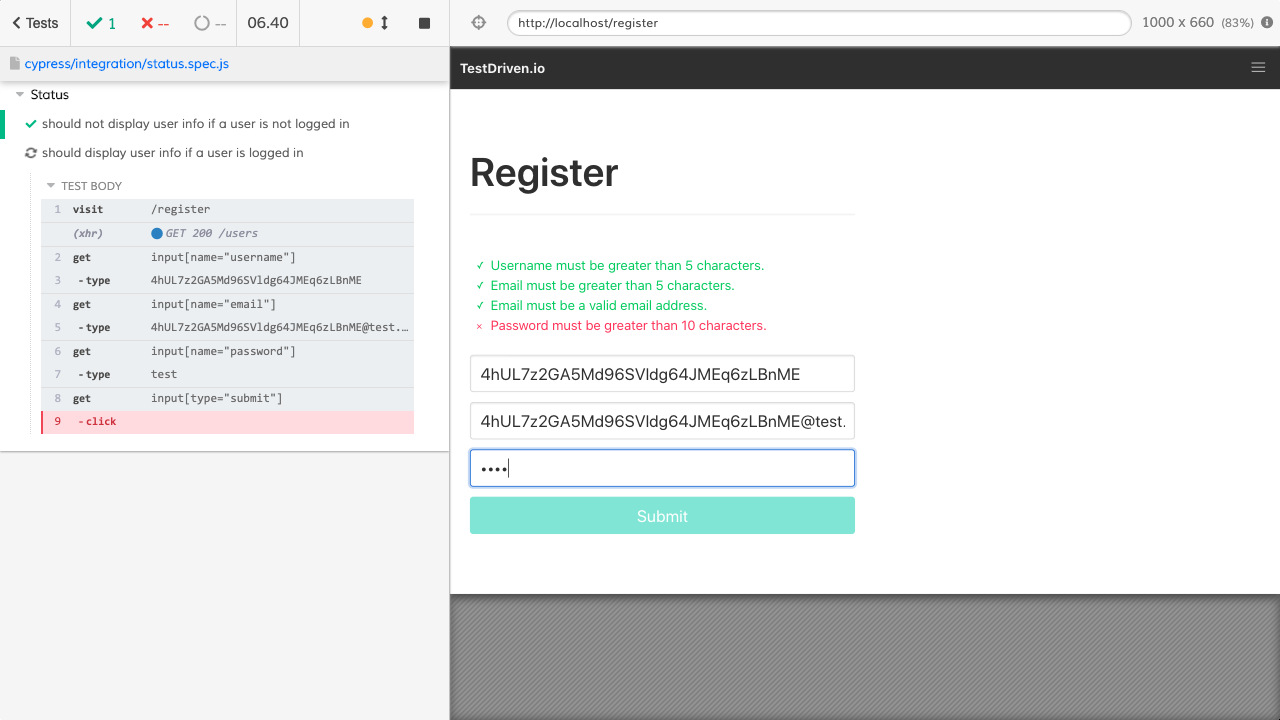 Tests 1 -- -- 06.40
http://localhost/register 1000 x 660 (83%)
cypress/integration/status.spec.js
Status
should not display user info if a user is not logged in
should display user info if a user is logged in
TEST BODY
1 visit /register
(xhr) GET 200 /users
2 get input[name="username"]
3 -type 4hUL7z2GA5Md96SVldg64JMEq6zLBnME
4 get input[name="email"]
5 -type 4hUL7z2GA5Md96SVldg64JMEq6zLBnME@test.…
6 get input[name="password"]
7 -type test
8 get input[type="submit"]
9 -click
TestDriven.io
Register
✓ Username must be greater than 5 characters.
✓ Email must be greater than 5 characters.
✓ Email must be a valid email address.
× Password must be greater than 10 characters.
4hUL7z2GA5Md96SVldg64JMEq6zLBnME
4hUL7z2GA5Md96SVldg64JMEq6zLBnME@test.
••••
Submit